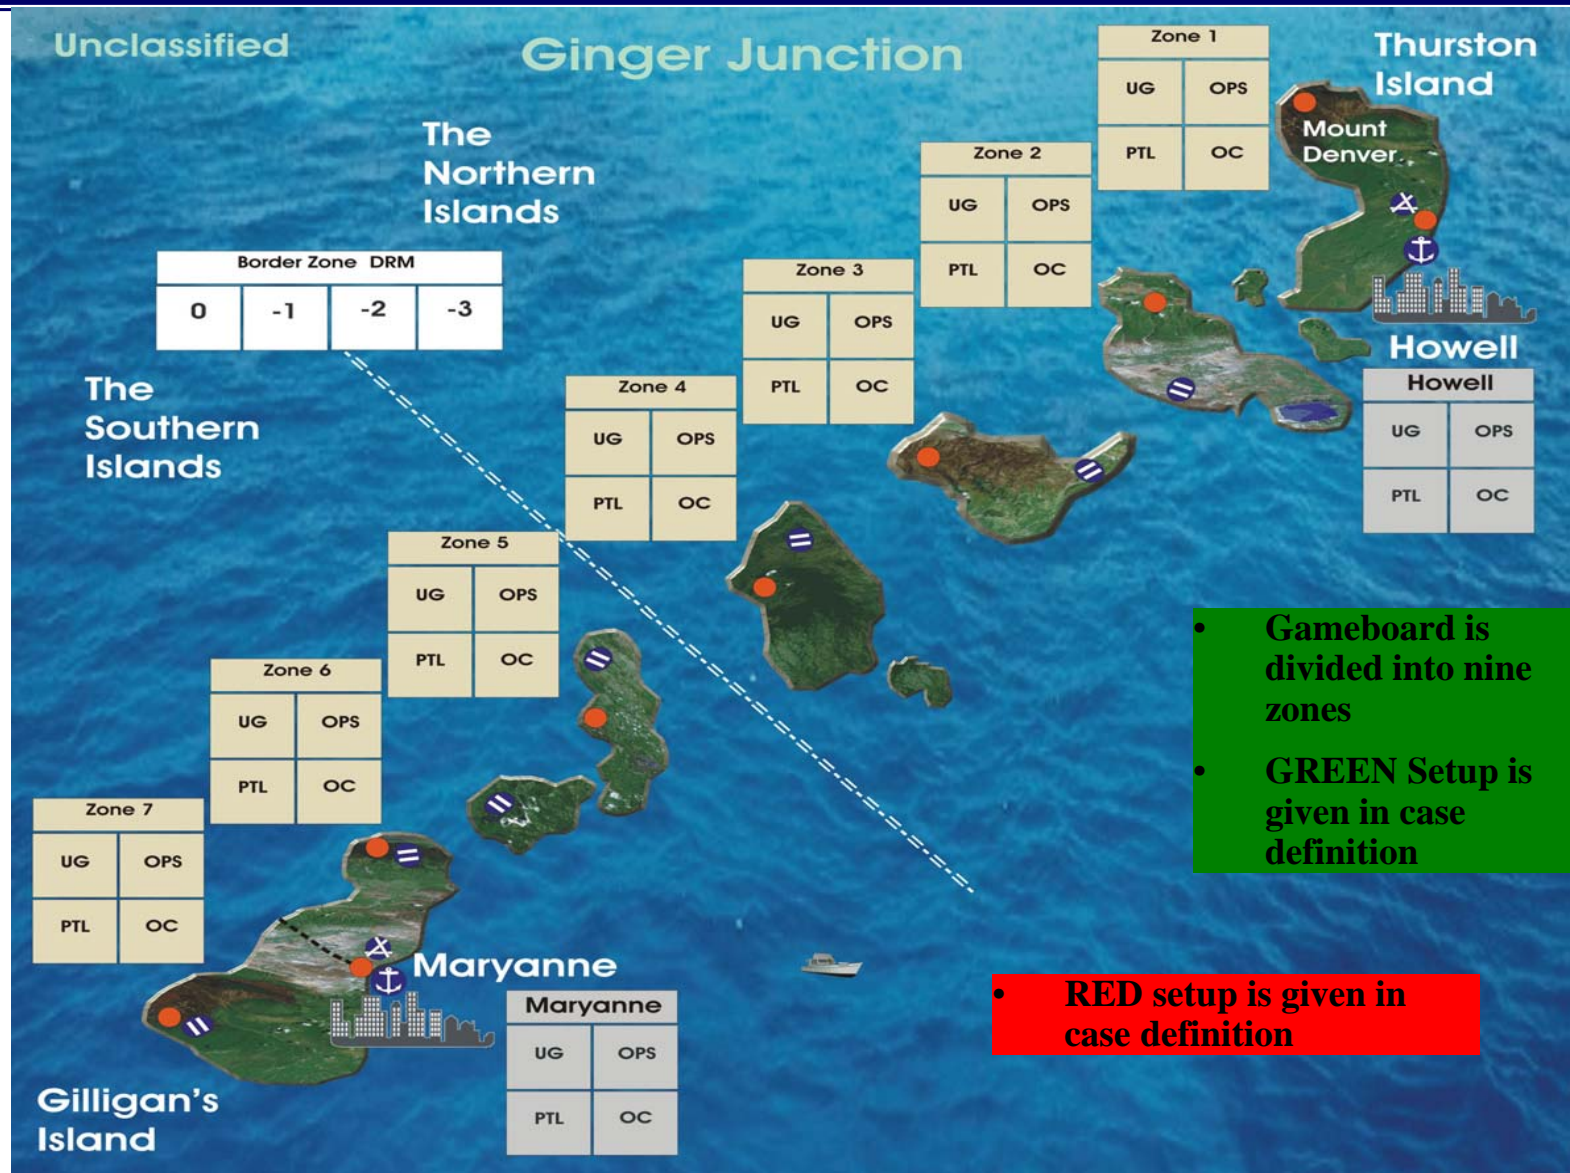 Unclassified
Ginger Junction
Thurston
Island
Mount
Denver
The
Northern
Islands
Border Zone DRM
0 -1 -2 -3
The
Southern
Islands
Zone 1
UG OPS
PTL OC
Zone 2
UG OPS
PTL OC
Zone 3
UG OPS
PTL OC
Zone 4
UG OPS
PTL OC
Zone 5
UG OPS
PTL OC
Zone 6
UG OPS
PTL OC
Zone 7
UG OPS
PTL OC
Howell
Howell
UG OPS
PTL OC
• Gameboard is
divided into nine
zones
• GREEN Setup is
given in case
definition
Maryanne
Maryanne
UG OPS
PTL OC
• RED setup is given in
case definition
Gilligan's
Island